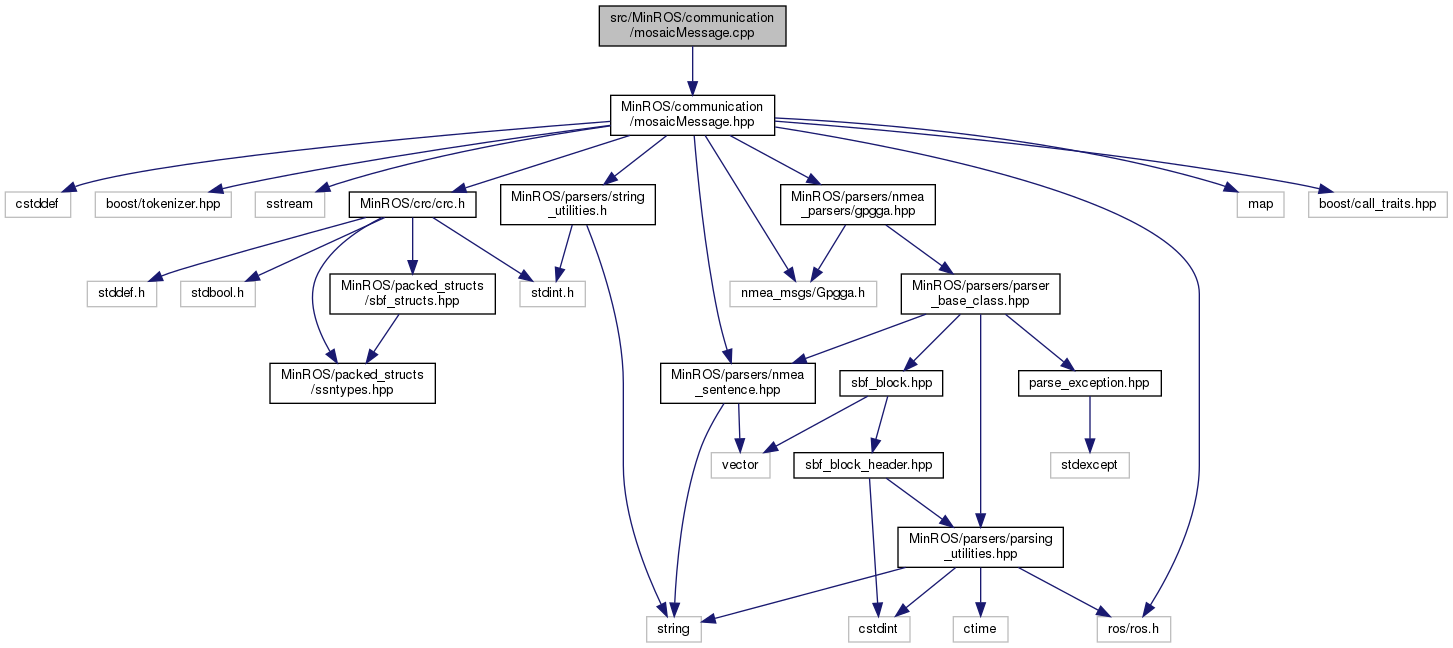 src/MinROS/communication
/mosaicMessage.cpp
MinROS/communication
/mosaicMessage.hpp
cstddef
boost/tokenizer.hpp
sstream
MinROS/crc/crc.h
MinROS/parsers/string
_utilities.h
MinROS/parsers/nmea
_parsers/gpgga.hpp
map
boost/call_traits.hpp
stddef.h
stdbool.h
MinROS/packed_structs
/sbf_structs.hpp
stdint.h
nmea_msgs/Gpgga.h
MinROS/parsers/parser
_base_class.hpp
MinROS/packed_structs
/ssntypes.hpp
MinROS/parsers/nmea
_sentence.hpp
sbf_block.hpp
parse_exception.hpp
vector
sbf_block_header.hpp
stdexcept
MinROS/parsers/parsing
_utilities.hpp
string
cstdint
ctime
ros/ros.h